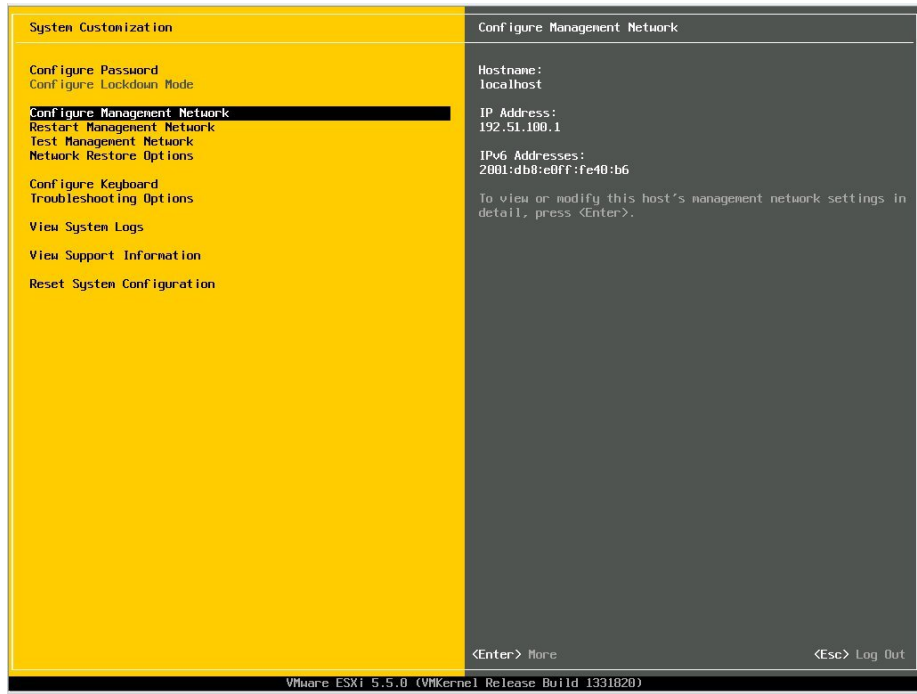 System Customization
Configure Password
Configure Lockdown Mode
Configure Management Network
Restart Management Network
Test Management Network
Network Restore Options
Configure Keyboard
Troubleshooting Options
View System Logs
View Support Information
Reset System Configuration
Configure Management Network
Hostname:
localhost
IP Address:
192.51.100.1
IPv6 Addresses:
2001:db8:e0ff:fe40:b6
To view or modify this host's management network settings in
detail, press <Enter>.
<Enter> More
<Esc> Log Out
VMware ESXi 5.5.0 (VMKernel Release Build 1331820)